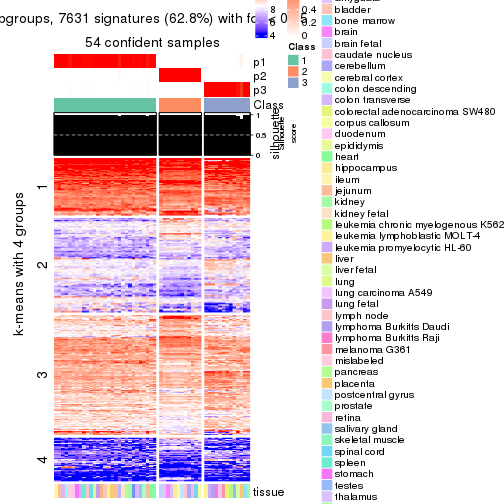 ogroups, 7631 signatures (62.8%) with fd
54 confident samples
p1
p2
p3
Class
1
0.5
0
silhouette
score
1
2
3
4
k-means with 4 groups
tissue
8
6
4
0.4
0.2
0
Class
1
2
3
bladder
bone marrow
brain
brain fetal
caudate nucleus
cerebellum
cerebral cortex
colon descending
colon transverse
colorectal adenocarcinoma SW480
corpus callosum
duodenum
epididymis
heart
hippocampus
ileum
jejunum
kidney
kidney fetal
leukemia chronic myelogenous K562
leukemia lymphoblastic MOLT-4
leukemia promyelocytic HL-60
liver
liver fetal
lung
lung carcinoma A549
lung fetal
lymph node
lymphoma Burkitts Daudi
lymphoma Burkitts Raji
melanoma G361
mislabeled
pancreas
placenta
postcentral gyrus
prostate
retina
salivary gland
skeletal muscle
spinal cord
spleen
stomach
testes
thalamus